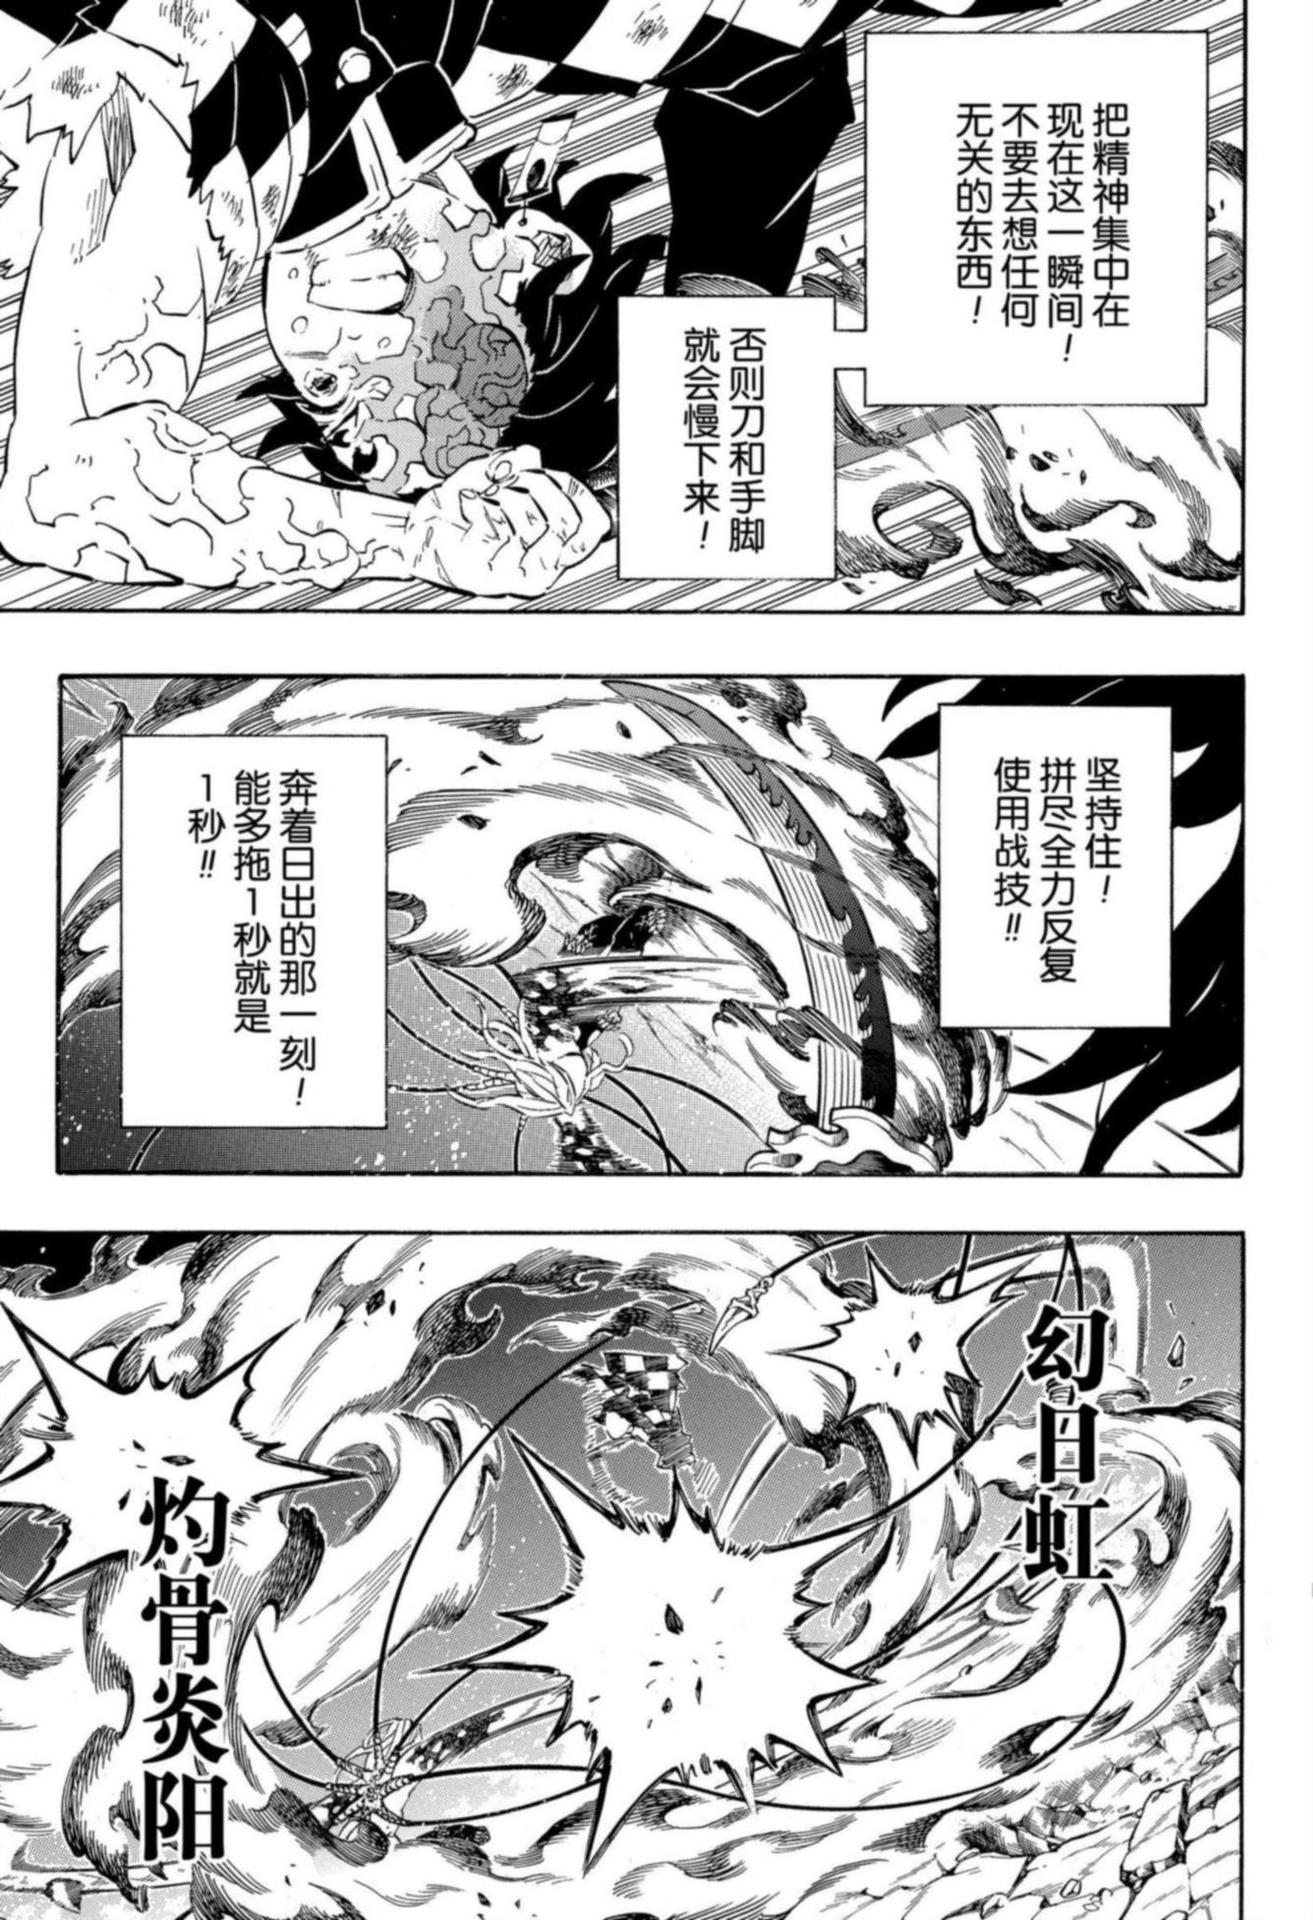 把精神集中在
现在这一瞬间！
不要去想任何
无关的东西！
否则刀和手脚
就会慢下来！
坚持住！
拼尽全力反复
使用战技！！
奔着日出的那一刻！
能多拖1秒就是
1秒！！
幻日虹
灼骨炎阳